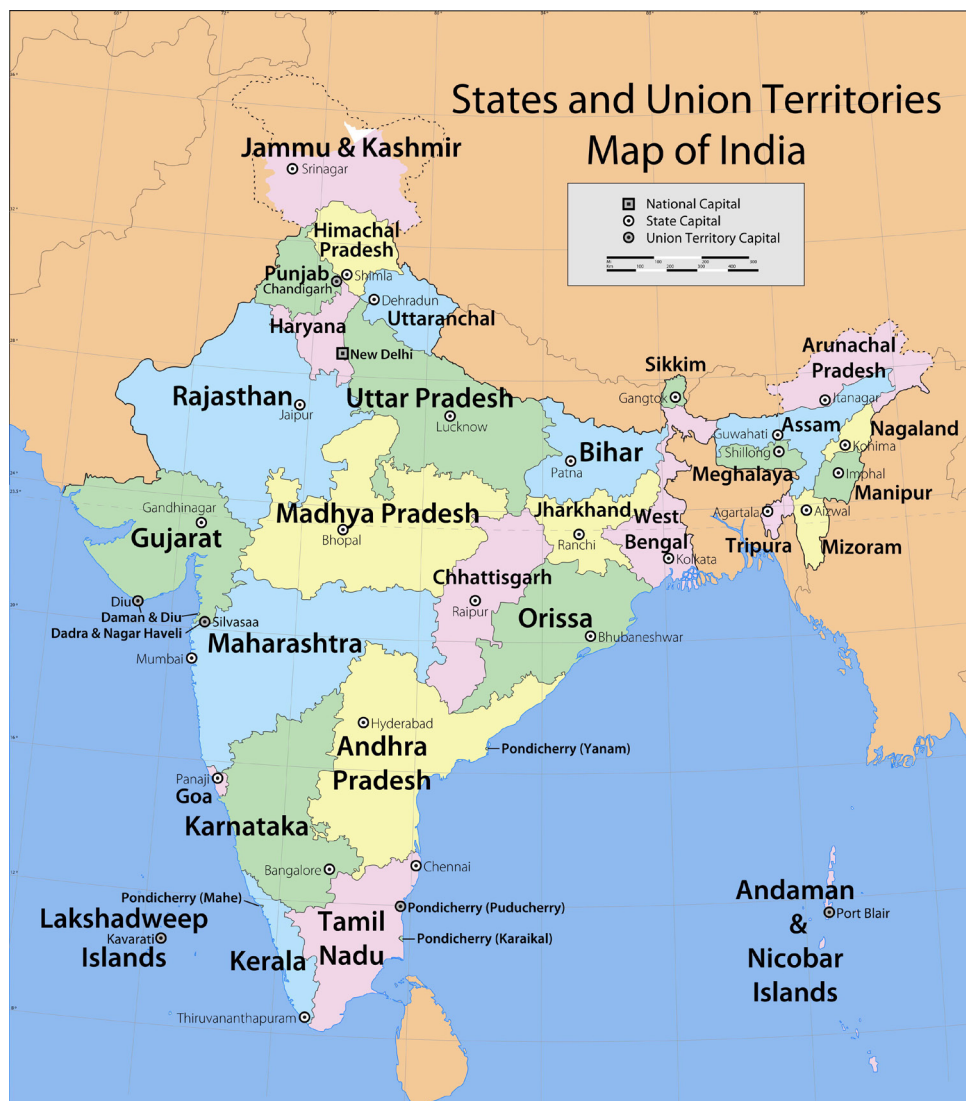 States and Union Territories
Map of India
National Capital
State Capital
Union Territory Capital
Jammu & Kashmir
Srinagar
Himachal
Pradesh
Shimla
Punjab
Chandigarh
Dehradun
Uttaranchal
Haryana
New Delhi
Rajasthan
Jaipur
Uttar Pradesh
Lucknow
Sikkim
Gangtok
Arunachal
Pradesh
Itanagar
Assam
Guwahati
Nagaland
Kohima
Shillong
Meghalaya
Imphal
Manipur
Bihar
Patna
Agartala
Tripura
Aizwal
Mizoram
Gandhinagar
Gujarat
Madhya Pradesh
Bhopal
Jharkhand
Ranchi
West
Bengal
Kolkata
Chhattisgarh
Raipur
Orissa
Bhubaneshwar
Diu
Daman & Diu
Dadra & Nagar Haveli
Silvasaa
Maharashtra
Mumbai
Hyderabad
Andhra
Pradesh
Pondicherry (Yanam)
Panaji
Goa
Karnataka
Bangalore
Chennai
Pondicherry (Mahe)
Lakshadweep
Kavarati
Islands
Kerala
Tamil
Nadu
Pondicherry (Puducherry)
Pondicherry (Karaikal)
Thiruvananthapuram
Andaman
&
Nicobar
Islands
Port Blair